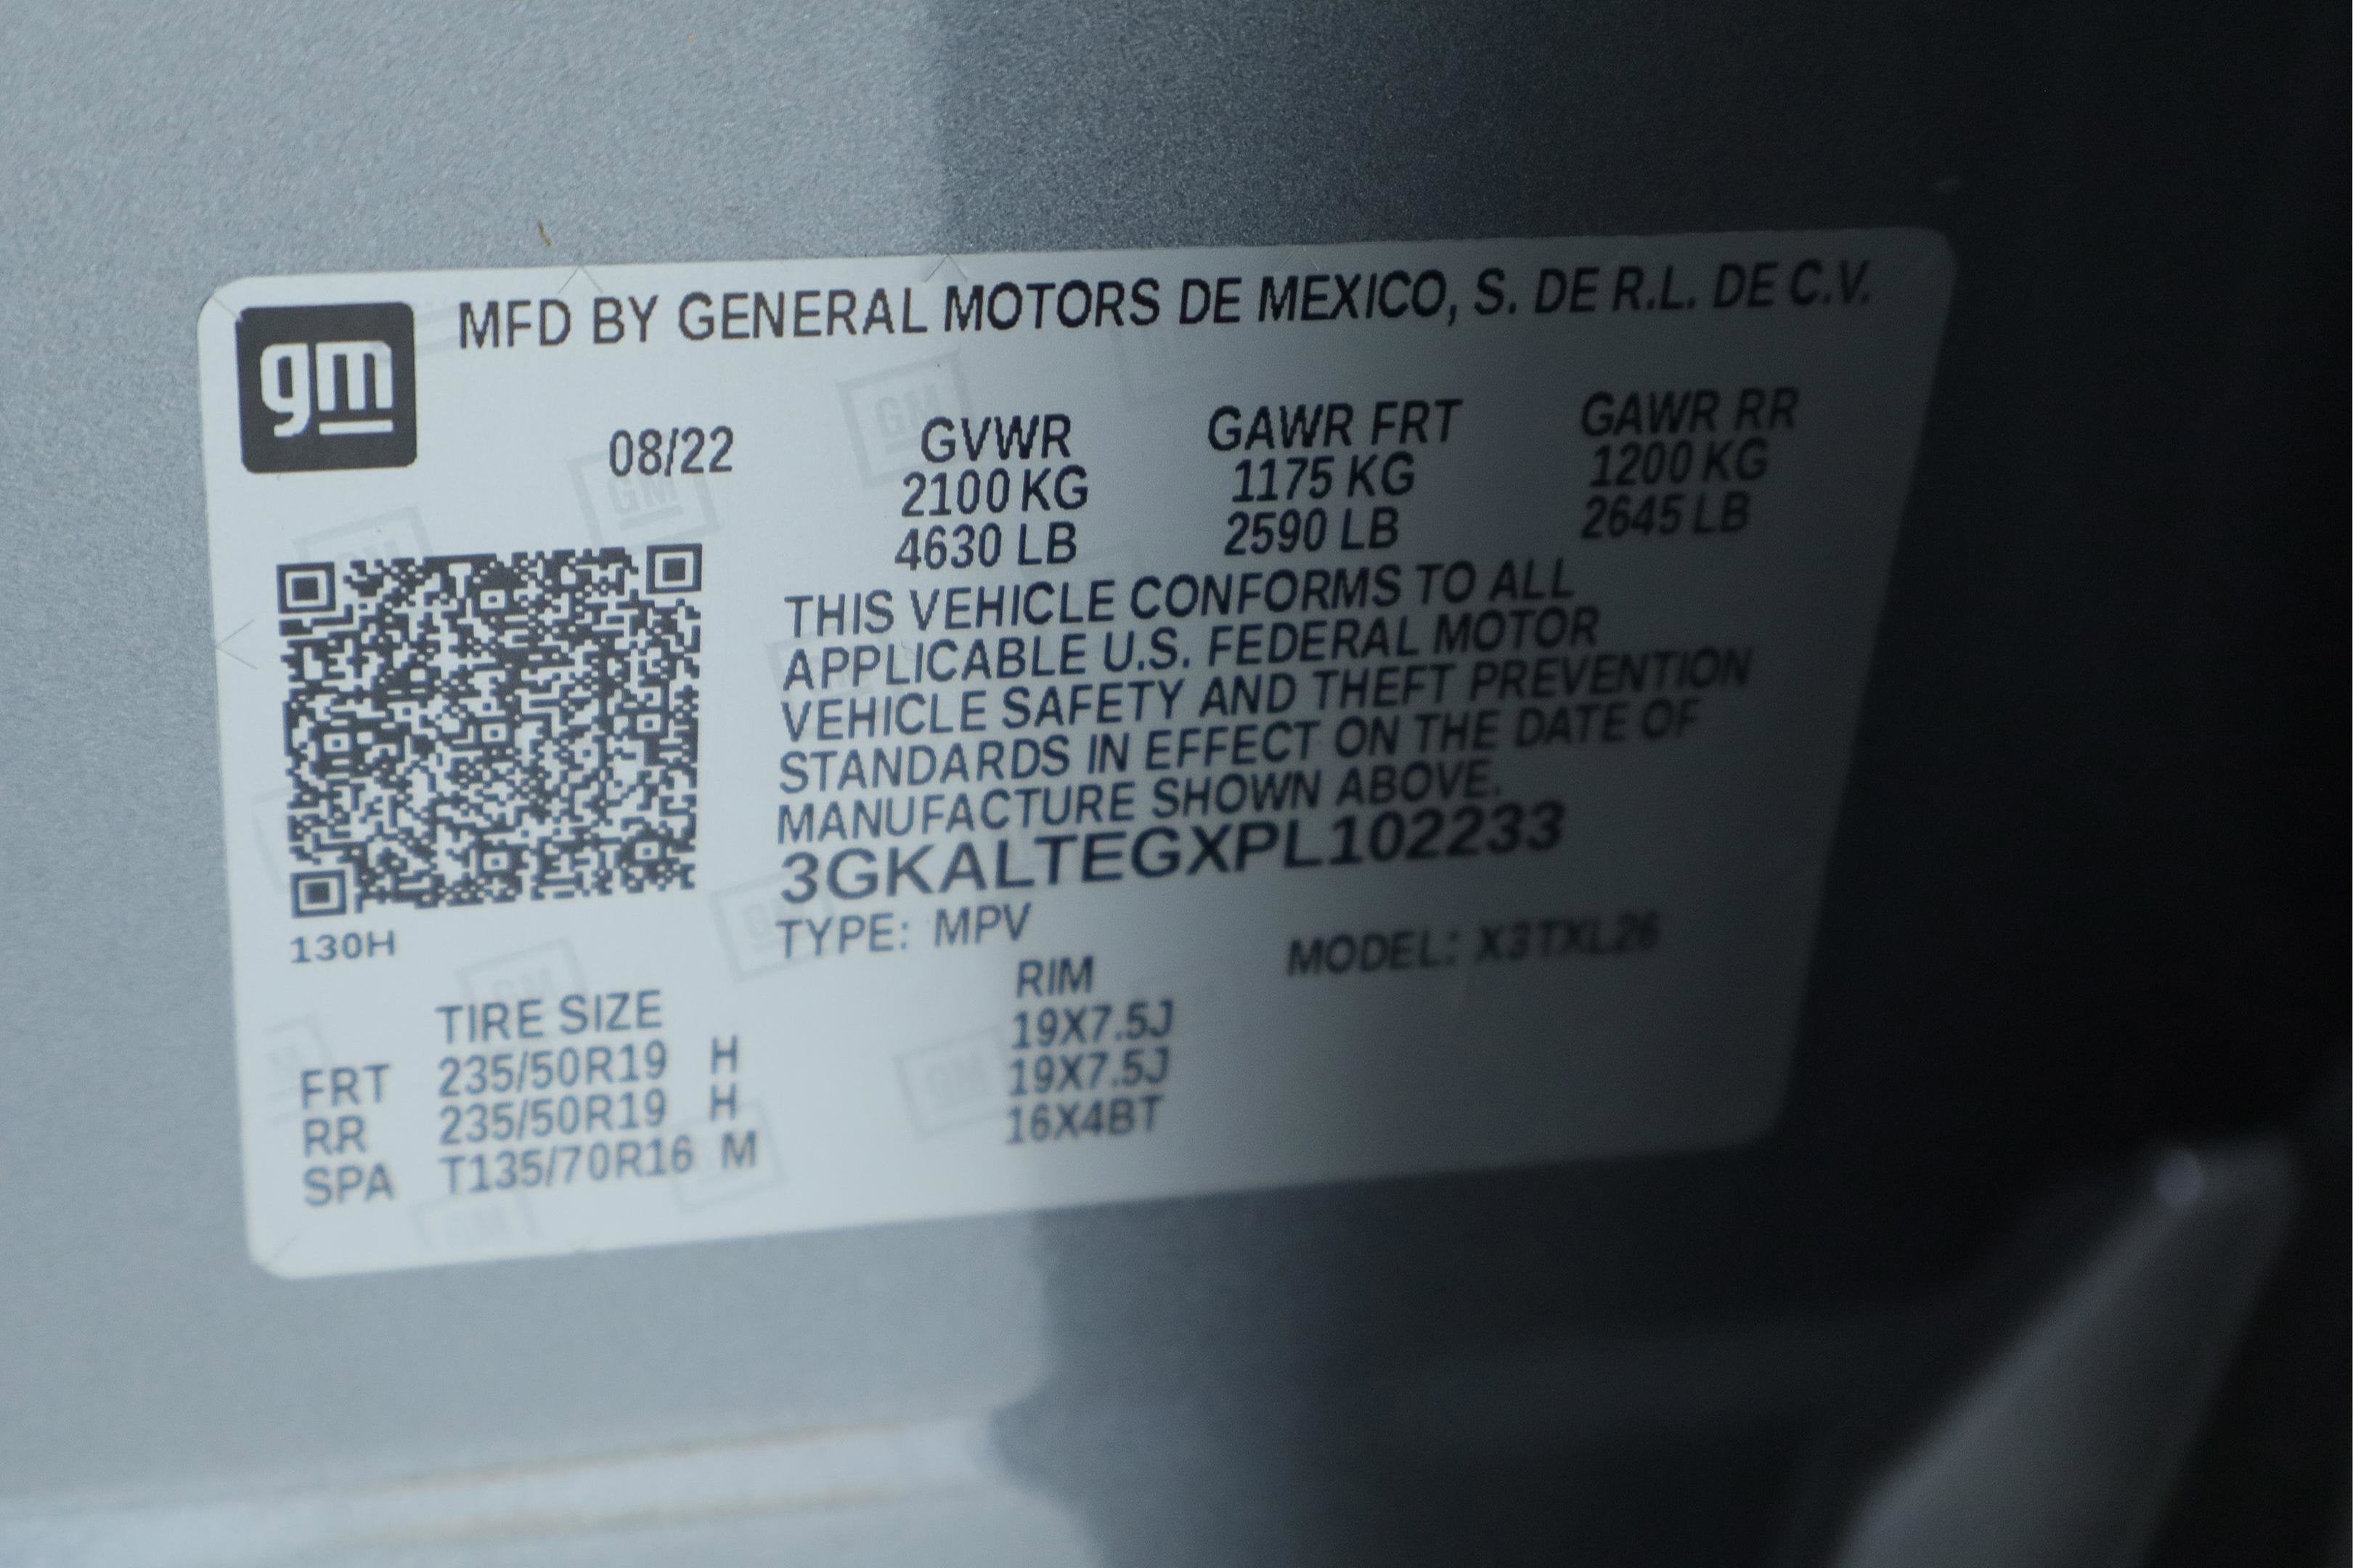 gm
MFD BY GENERAL MOTORS DE MEXICO, S. DE R.L. DE C.V.
08/22 GVWR GAWR FRT GAWR RR
2100 KG 1175 KG 1200 KG
4630 LB 2590 LB 2645 LB
THIS VEHICLE CONFORMS TO ALL
APPLICABLE U.S. FEDERAL MOTOR
VEHICLE SAFETY AND THEFT PREVENTION
STANDARDS IN EFFECT ON THE DATE OF
MANUFACTURE SHOWN ABOVE.
3GKALTEGXPL102233
130H
TYPE: MPV MODEL: X3TXL26
TIRE SIZE RIM
FRT 235/50R19 H 19X7.5J
RR 235/50R19 H 19X7.5J
SPA T135/70R16 M 16X4BT